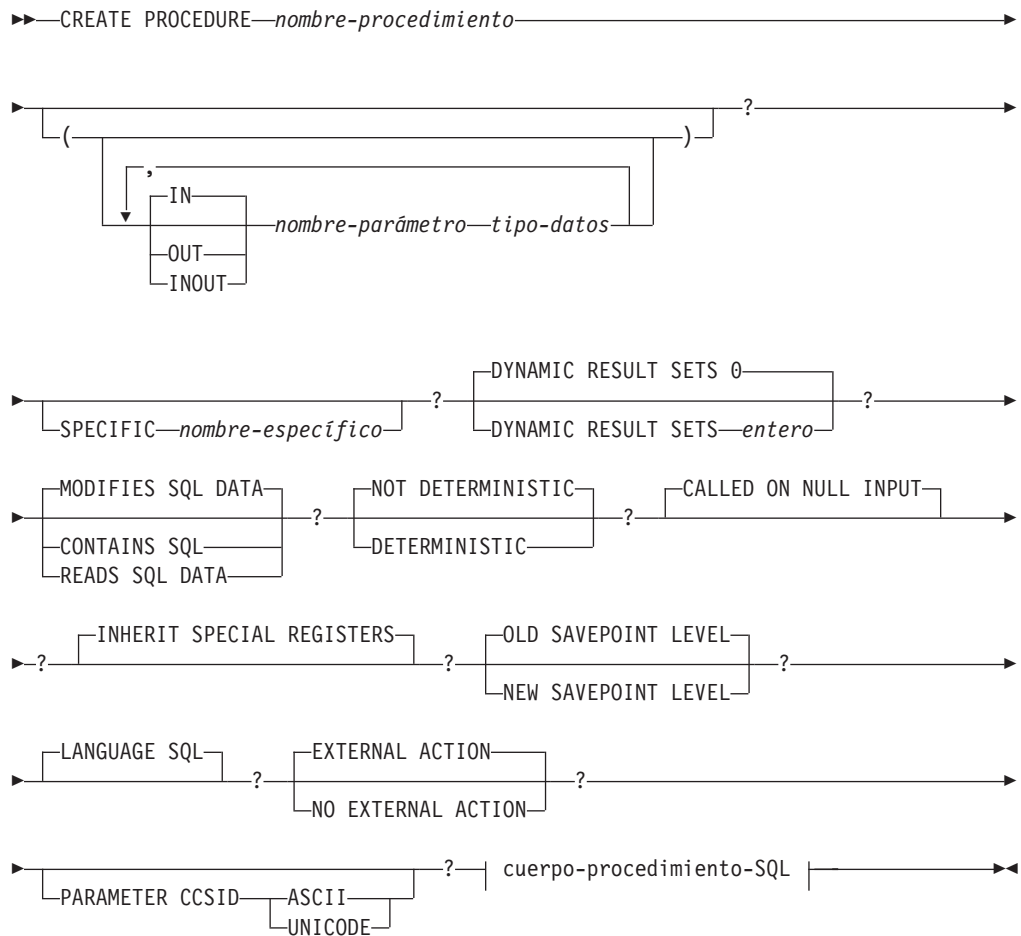 CREATE PROCEDURE nombre-procedimiento
?
( )
,
IN
nombre-parámetro tipo-datos
OUT
INOUT
DYNAMIC RESULT SETS 0
? ?
SPECIFIC nombre-específico DYNAMIC RESULT SETS entero
MODIFIES SQL DATA NOT DETERMINISTIC CALLED ON NULL INPUT
? ?
CONTAINS SQL DETERMINISTIC
READS SQL DATA
INHERIT SPECIAL REGISTERS OLD SAVEPOINT LEVEL
? ? ?
NEW SAVEPOINT LEVEL
LANGUAGE SQL EXTERNAL ACTION
? ?
NO EXTERNAL ACTION
? cuerpo-procedimiento-SQL
PARAMETER CCSID ASCII
UNICODE